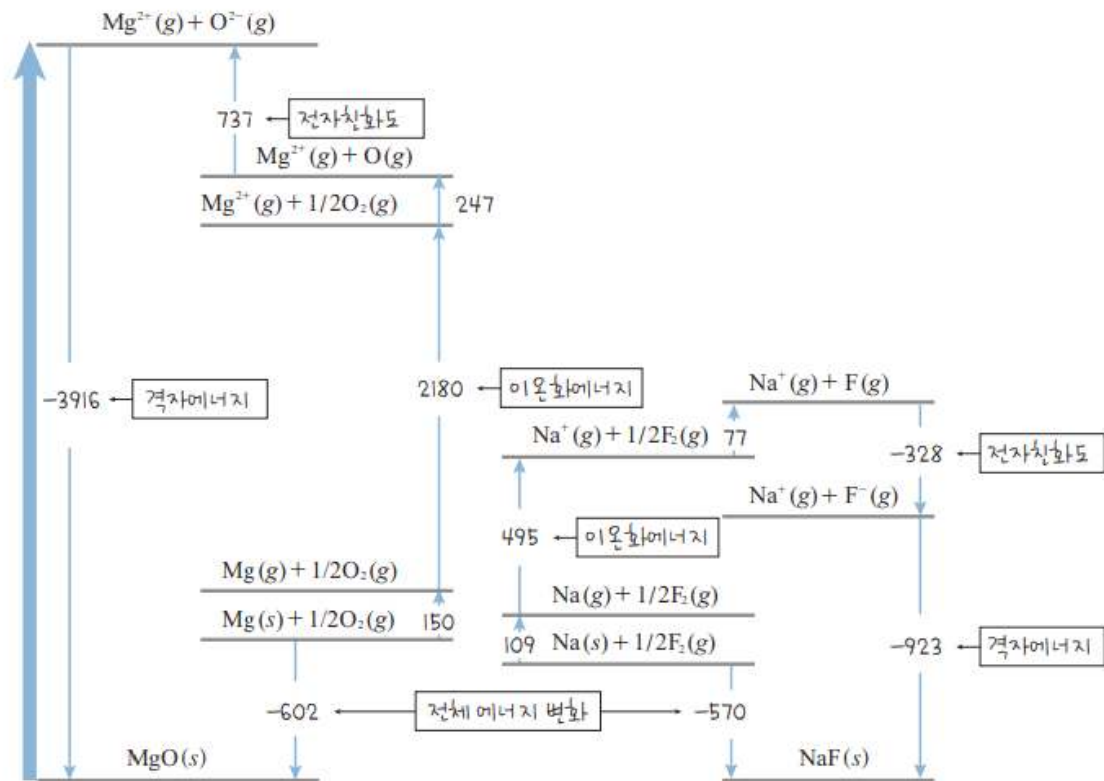 Mg²⁺(g) + O²⁻(g)
737
전자친화도
Mg²⁺(g) + O(g)
Mg²⁺(g) + 1/2O₂(g)
247
-3916
격자에너지
2180
이온화에너지
Na⁺(g) + F(g)
Na⁺(g) + 1/2F₂(g)
77
-328
전자친화도
Na⁺(g) + F⁻(g)
495
이온화에너지
Mg(g) + 1/2O₂(g)
Na(g) + 1/2F₂(g)
Mg(s) + 1/2O₂(g)
150
109
Na(s) + 1/2F₂(g)
-923
격자에너지
-602
전체 에너지 변화
-570
MgO(s)
NaF(s)